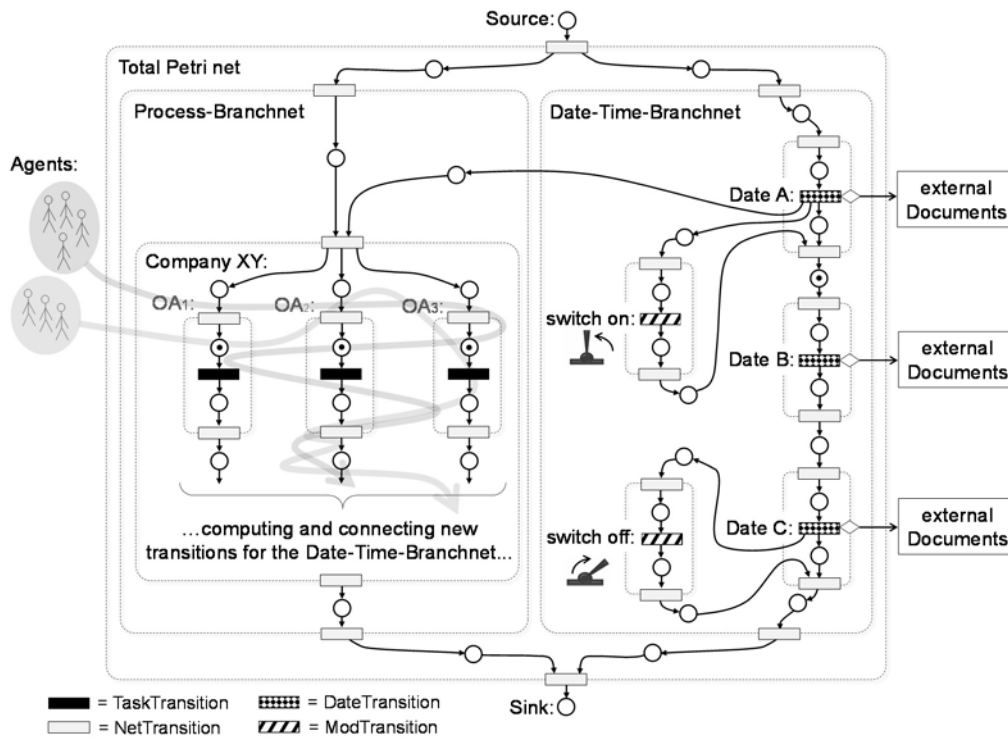 Source:
Total Petri net
Process-Branchnet
Date-Time-Branchnet
Agents:
Date A:
external
Documents
Company XY:
OA1:
OA2:
OA3:
switch on:
Date B:
external
Documents
...computing and connecting new
transitions for the Date-Time-Branchnet...
switch off:
Date C:
external
Documents
= TaskTransition
= DateTransition
= NetTransition
= ModTransition
Sink: